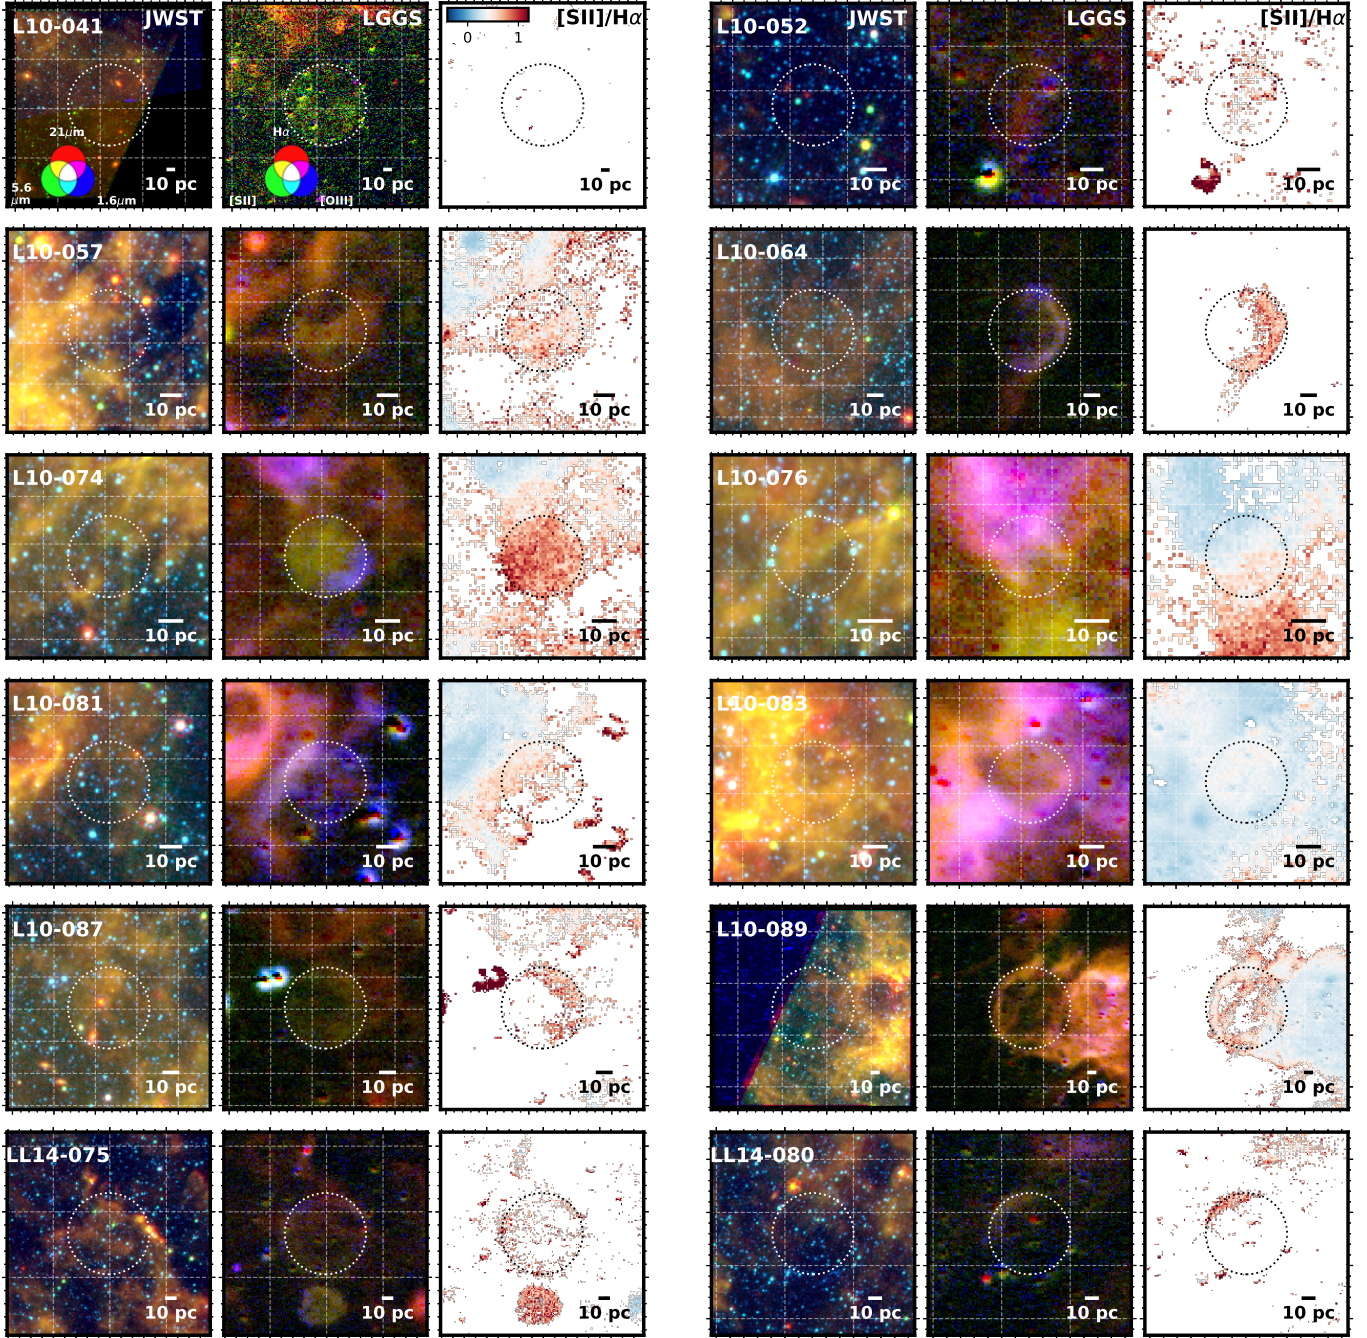 L10-041 JWST LGGS [SII]/Hα
0 1
21μm Hα
5.6 μm 1.6μm [SII] [OIII]
10 pc 10 pc 10 pc
L10-052 JWST LGGS [SII]/Hα
10 pc 10 pc 10 pc
L10-057
10 pc 10 pc 10 pc
L10-064
10 pc 10 pc 10 pc
L10-074
10 pc 10 pc 10 pc
L10-076
10 pc 10 pc 10 pc
L10-081
10 pc 10 pc 10 pc
L10-083
10 pc 10 pc 10 pc
L10-087
10 pc 10 pc 10 pc
L10-089
10 pc 10 pc 10 pc
LL14-075
10 pc 10 pc 10 pc
LL14-080
10 pc 10 pc 10 pc